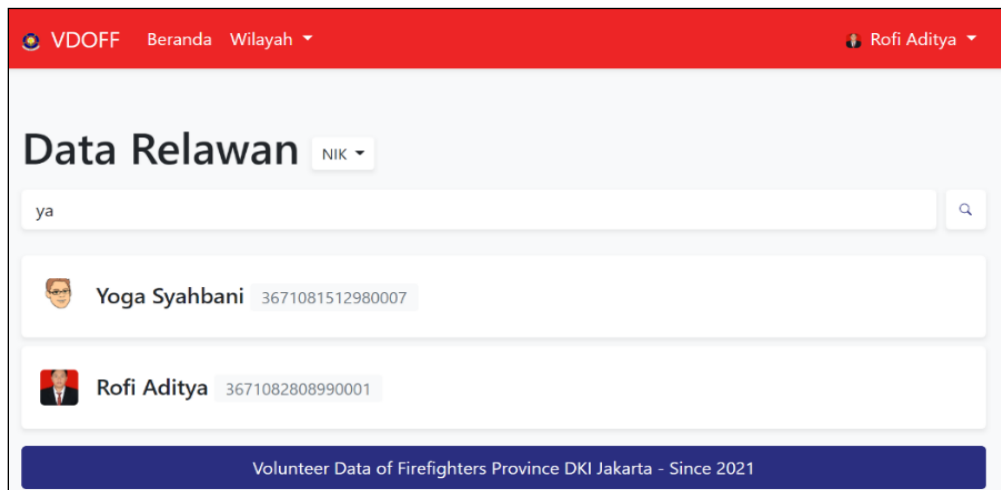 VDOFF Beranda Wilayah Rofi Aditya
Data Relawan NIK
ya
Yoga Syahbani 3671081512980007
Rofi Aditya 3671082808990001
Volunteer Data of Firefighters Province DKI Jakarta - Since 2021